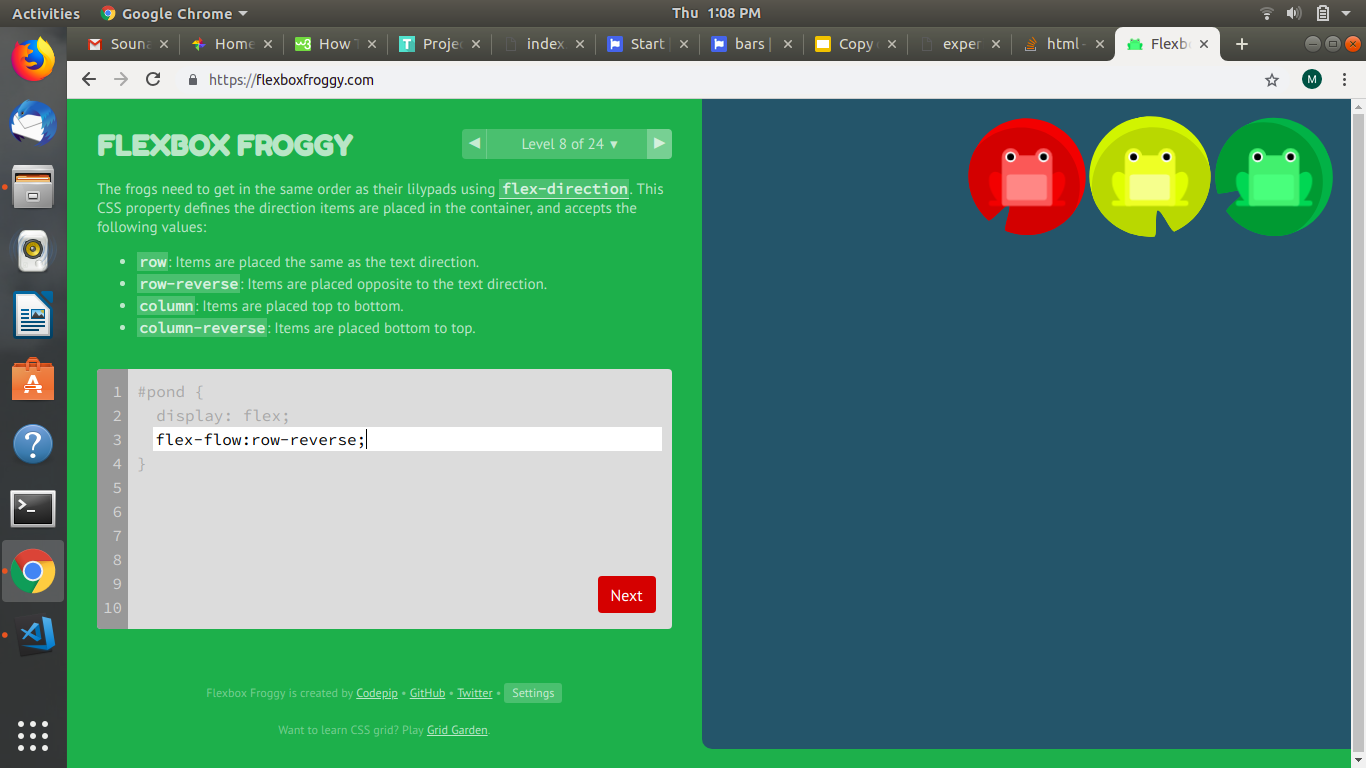 Activities Google Chrome Thu 1:08 PM
Souna Home How T Proje index Start bars | Copy exper html - Flexb
https://flexboxfroggy.com M
FLEXBOX FROGGY
Level 8 of 24
The frogs need to get in the same order as their lilypads using flex-direction. This
CSS property defines the direction items are placed in the container, and accepts the
following values:
• row: Items are placed the same as the text direction.
• row-reverse: Items are placed opposite to the text direction.
• column: Items are placed top to bottom.
• column-reverse: Items are placed bottom to top.
1 #pond {
2 display: flex;
3 flex-flow:row-reverse;
4 }
5
6
7
8
9
10
Next
Flexbox Froggy is created by Codepip • GitHub • Twitter • Settings
Want to learn CSS grid? Play Grid Garden.